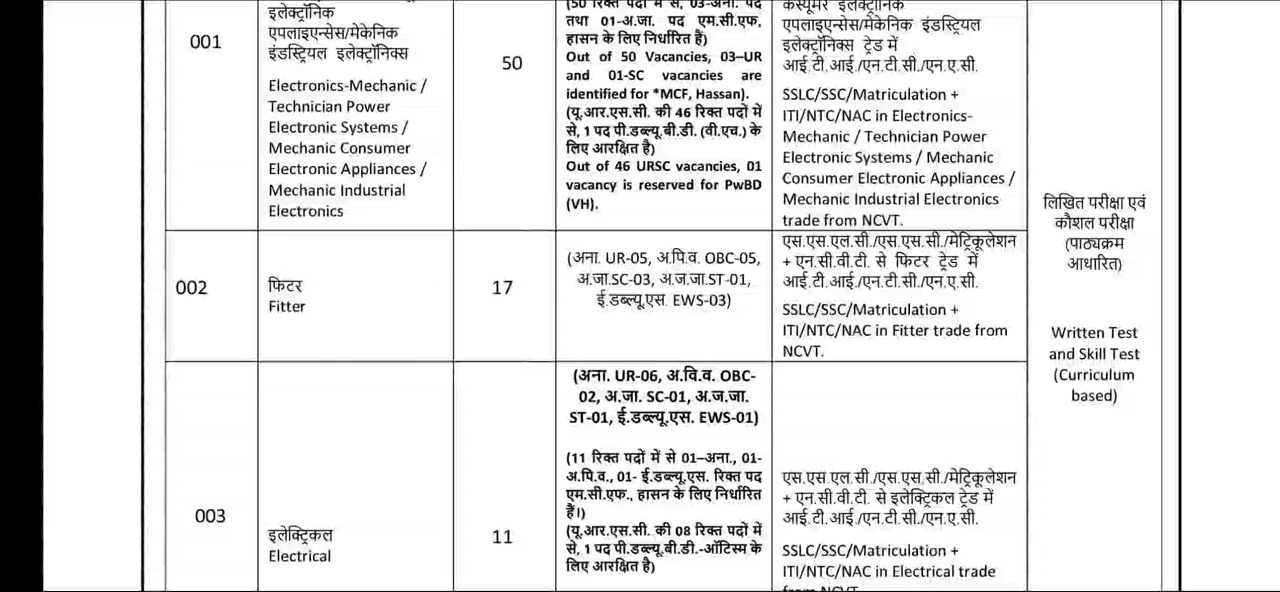 001
इलेक्ट्रॉनिक
एपलाइएन्सेस/मेकेनिक
इंडस्ट्रियल इलेक्ट्रॉनिक्स
Electronics-Mechanic /
Technician Power
Electronic Systems /
Mechanic Consumer
Electronic Appliances /
Mechanic Industrial
Electronics
50
(50 रिक्त पदों में से, 03-अना. पद
तथा 01-अ.जा. पद एम.सी.एफ,
हासन के लिए निर्धारित हैं)
Out of 50 Vacancies, 03–UR
and 01-SC vacancies are
identified for *MCF, Hassan).
(यू.आर.एस.सी. की 46 रिक्त पदों में
से, 1 पद पी.डब्ल्यू.बी.डी. (वी.एच.) के
लिए आरक्षित है)
Out of 46 URSC vacancies, 01
vacancy is reserved for PwBD
(VH).
कंस्यूमर इलेक्ट्रॉनिक
एपलाइएन्सेस/मेकेनिक इंडस्ट्रियल
इलेक्ट्रॉनिक्स ट्रेड में
आई.टी.आई./एन.टी.सी./एन.ए.सी.
SSLC/SSC/Matriculation +
ITI/NTC/NAC in Electronics-
Mechanic / Technician Power
Electronic Systems / Mechanic
Consumer Electronic Appliances /
Mechanic Industrial Electronics
trade from NCVT.
002
फिटर
Fitter
17
(अना. UR-05, अ.पि.व. OBC-05,
अ.जा.SC-03, अ.ज.जा.ST-01,
ई.डब्ल्यू.एस. EWS-03)
एस.एस.एल.सी./एस.एस.सी./मेट्रिकूलेशन
+ एन.सी.वी.टी. से फिटर ट्रेड में
आई.टी.आई./एन.टी.सी./एन.ए.सी.
SSLC/SSC/Matriculation +
ITI/NTC/NAC in Fitter trade from
NCVT.
003
इलेक्ट्रिकल
Electrical
11
(अना. UR-06, अ.वि.व. OBC-
02, अ.जा. SC-01, अ.ज.जा.
ST-01, ई.डब्ल्यू.एस. EWS-01)
(11 रिक्त पदों में से 01–अना., 01-
अ.पि.व., 01- ई.डब्ल्यू.एस. रिक्त पद
एम.सी.एफ., हासन के लिए निर्धारित
हैं।)
(यू.आर.एस.सी. की 08 रिक्त पदों में
से, 1 पद पी.डब्ल्यू.बी.डी.-ऑटिस्म के
लिए आरक्षित है)
एस.एस.एल.सी./एस.एस.सी./मेट्रिकूलेशन
+ एन.सी.वी.टी. से इलेक्ट्रिकल ट्रेड में
आई.टी.आई./एन.टी.सी./एन.ए.सी.
SSLC/SSC/Matriculation +
ITI/NTC/NAC in Electrical trade
from NCVT.
लिखित परीक्षा एवं
कौशल परीक्षा
(पाठ्यक्रम
आधारित)
Written Test
and Skill Test
(Curriculum
based)